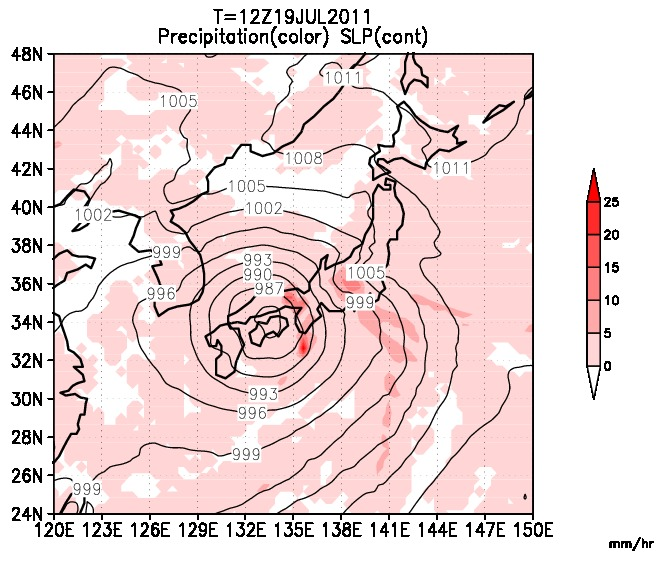 T=12Z19JUL2011
Precipitation(color) SLP(cont)
48N
46N
44N
42N
40N
38N
36N
34N
32N
30N
28N
26N
24N
120E 123E 126E 129E 132E 135E 138E 141E 144E 147E 150E
1011
1005
1008
1011
1005
1002
1002
999
993
990
1005
987
996
999
993
996
999
999
25
20
15
10
5
0
mm/hr